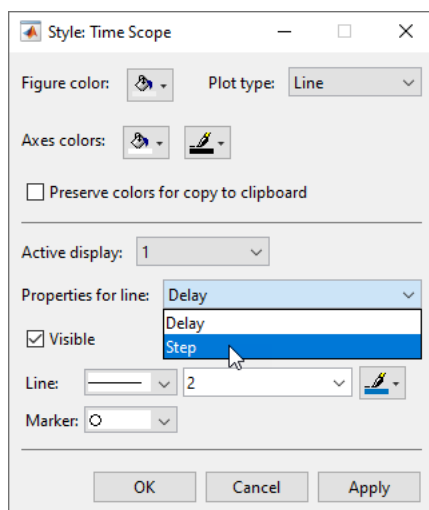 Style: Time Scope
Figure color: Plot type: Line
Axes colors:
Preserve colors for copy to clipboard
Active display: 1
Properties for line: Delay
Delay
Visible
Step
Line: 2
Marker:
OK Cancel Apply